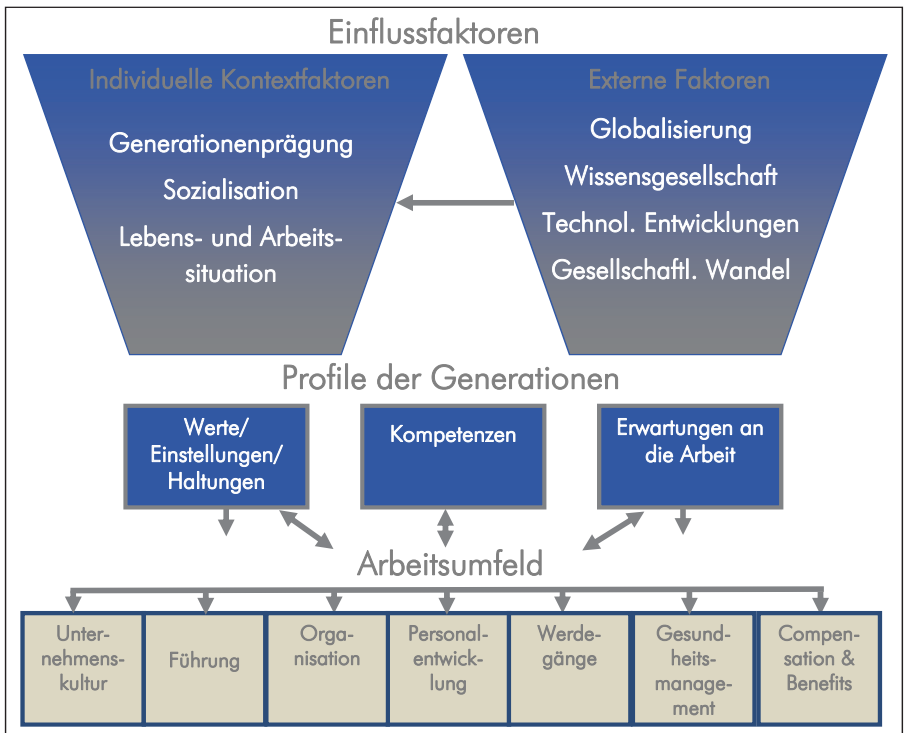 Einflussfaktoren
Individuelle Kontextfaktoren
Generationenprägung
Sozialisation
Lebens- und Arbeits-
situation
Externe Faktoren
Globalisierung
Wissensgesellschaft
Technol. Entwicklungen
Gesellschaftl. Wandel
Profile der Generationen
Werte/
Einstellungen/
Haltungen
Kompetenzen
Erwartungen an
die Arbeit
Arbeitsumfeld
Unter-
nehmens-
kultur
Führung
Orga-
nisation
Personal-
entwick-
lung
Werde-
gänge
Gesund-
heits-
manage-
ment
Compen-
sation &
Benefits